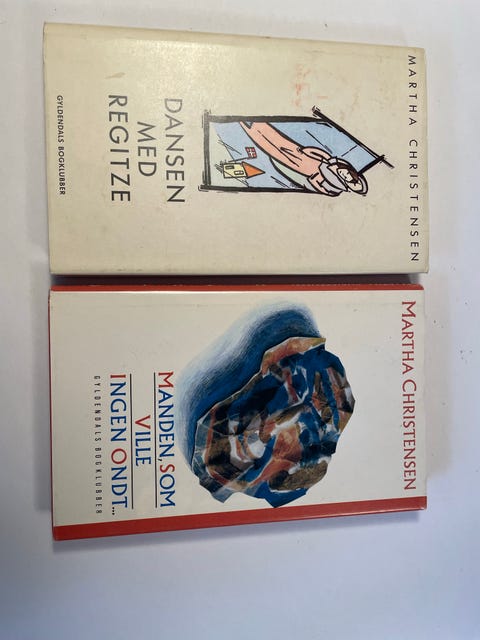 MARTHA CHRISTENSEN
DANSEN
MED
REGITZE
GYLDENDALS BOGKLUBBER
MARTHA CHRISTENSEN
MANDEN, SOM
VILLE
INGEN ONDT...
GYLDENDALS BOGKLUBBER